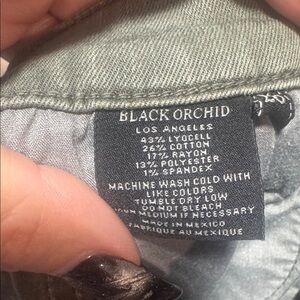 BLACK ORCHID
LOS ANGELES
43% LYOCELL
26% COTTON
17% RAYON
13% POLYESTER
1% SPANDEX
MACHINE WASH COLD WITH
LIKE COLORS
TUMBLE DRY LOW
DO NOT BLEACH
MEDIUM IF NECESSARY
MADE IN MEXICO
FABRIQUE AU MEXIQUE